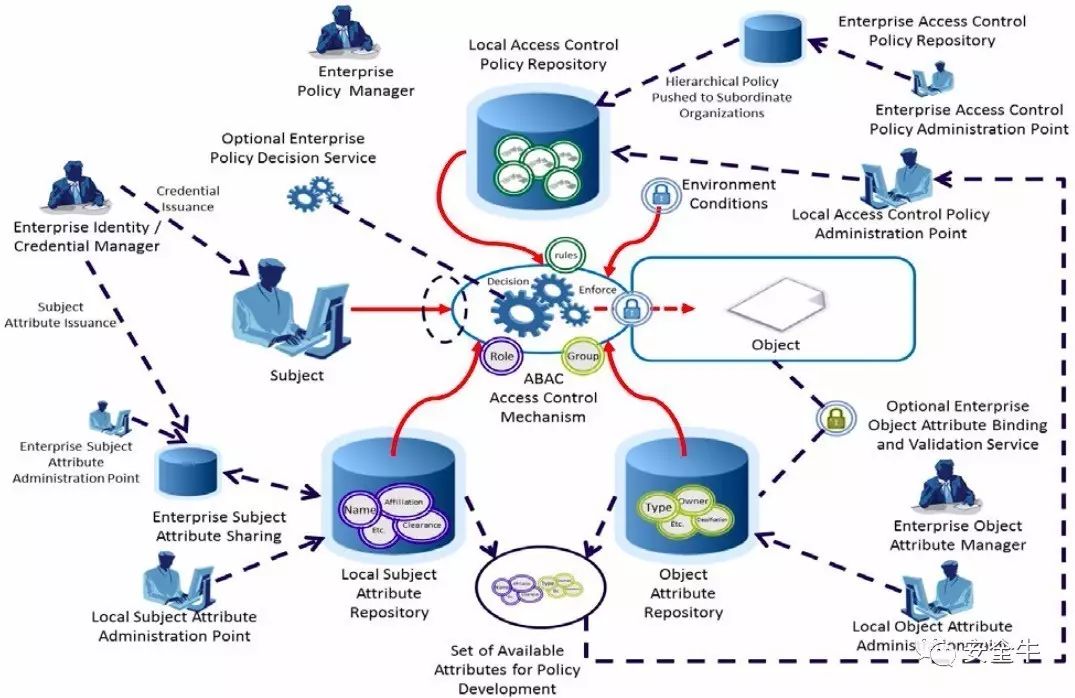 Enterprise
Policy Manager
Local Access Control
Policy Repository
Enterprise Access Control
Policy Repository
Hierarchical Policy
Pushed to Subordinate
Organizations
Enterprise Access Control
Policy Administration Point
Optional Enterprise
Policy Decision Service
Credential
Issuance
Environment
Conditions
Local Access Control Policy
Administration Point
Enterprise Identity /
Credential Manager
rules
Decision
Enforce
Subject
Attribute Issuance
Object
Subject
Role
Group
ABAC
Access Control
Mechanism
Optional Enterprise
Object Attribute Binding
and Validation Service
Enterprise Subject
Attribute
Administration Point
Name
Affiliation
Etc.
Clearance
Type
Owner
Etc.
Classification
Enterprise Subject
Attribute Sharing
Enterprise Object
Attribute Manager
Local Subject
Attribute
Repository
Object
Attribute
Repository
Local Subject Attribute
Administration Point
Local Object Attribute
Set of Available
Attributes for Policy
Development
安全牛